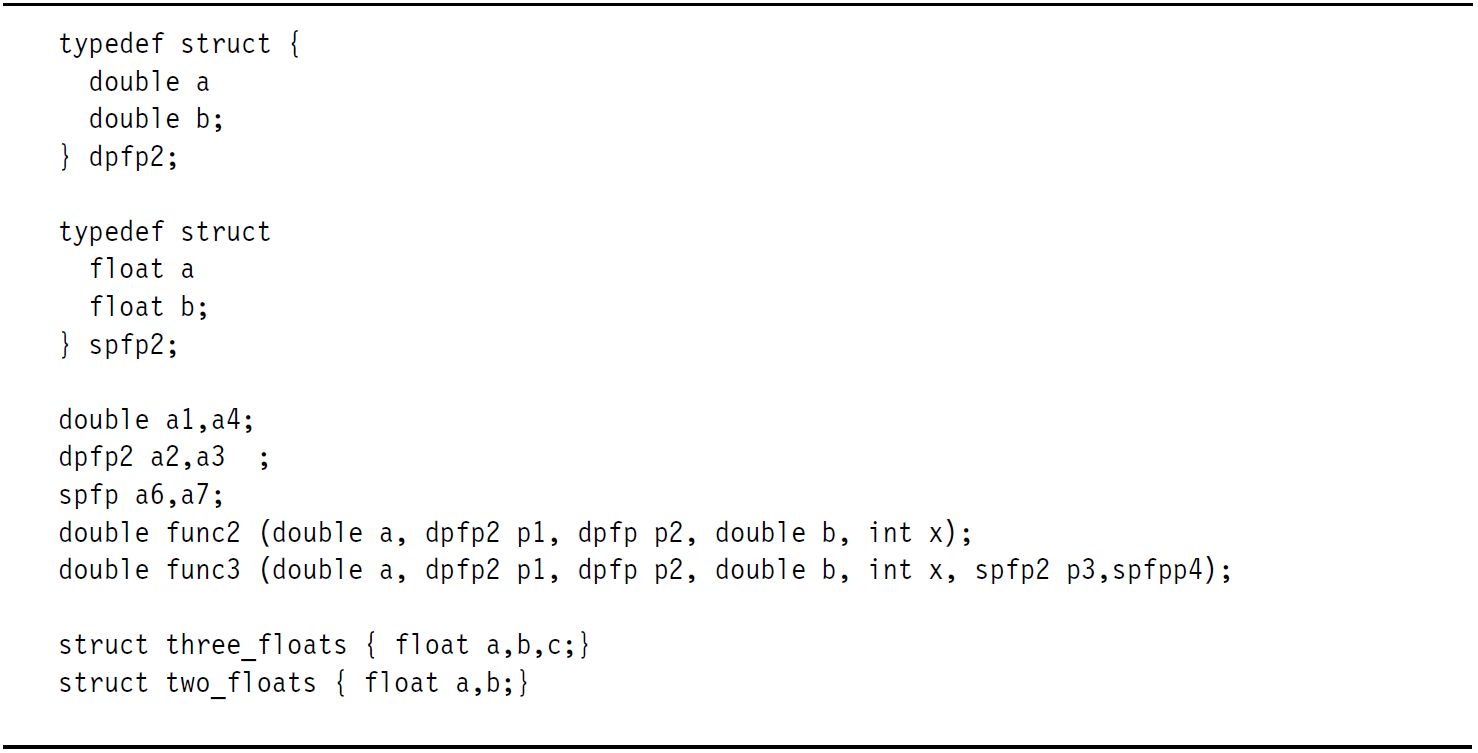 typedef struct {
  double a
  double b;
} dpfp2;

typedef struct
  float a
  float b;
} spfp2;

double a1,a4;
dpfp2 a2,a3  ;
spfp a6,a7;
double func2 (double a, dpfp2 p1, dpfp p2, double b, int x);
double func3 (double a, dpfp2 p1, dpfp p2, double b, int x, spfp2 p3,spfpp4);

struct three_floats { float a,b,c;}
struct two_floats { float a,b;}